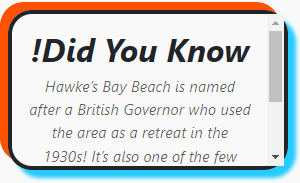 !Did You Know
Hawke's Bay Beach is named
after a British Governor who used
the area as a retreat in the
1930s! It's also one of the few